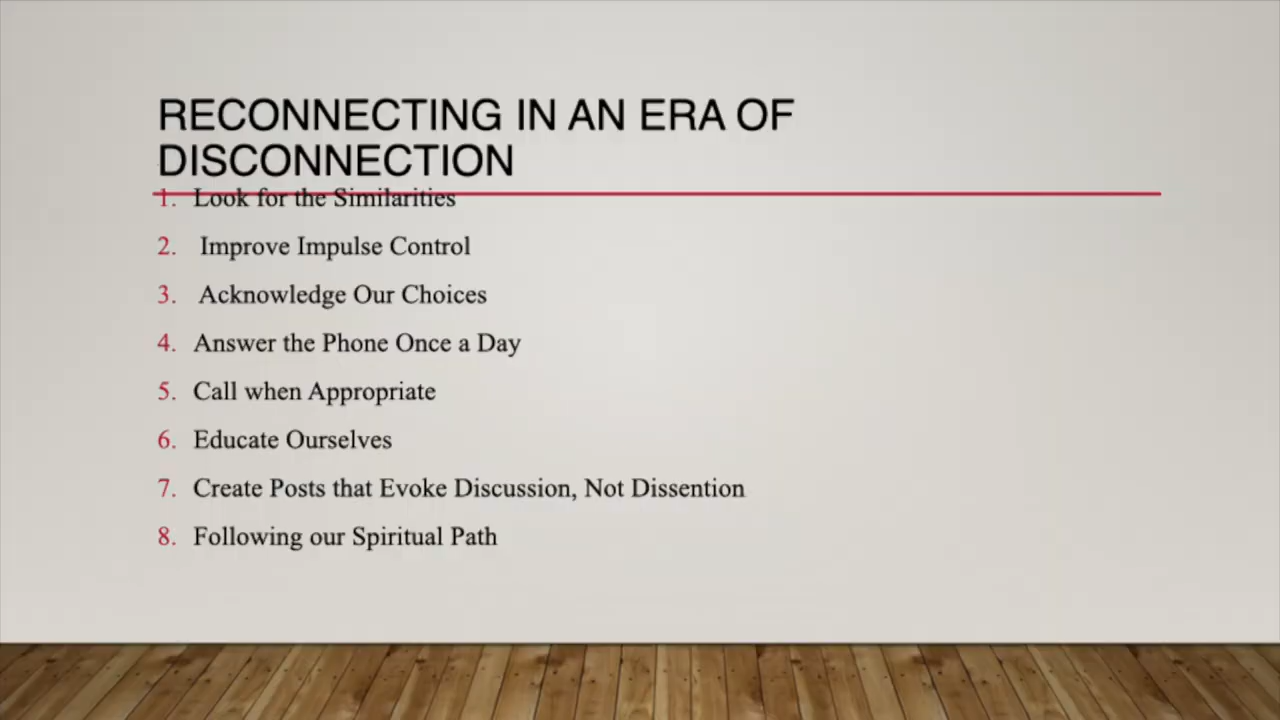 RECONNECTING IN AN ERA OF
DISCONNECTION
1. Look for the Similarities
2. Improve Impulse Control
3. Acknowledge Our Choices
4. Answer the Phone Once a Day
5. Call when Appropriate
6. Educate Ourselves
7. Create Posts that Evoke Discussion, Not Dissention
8. Following our Spiritual Path